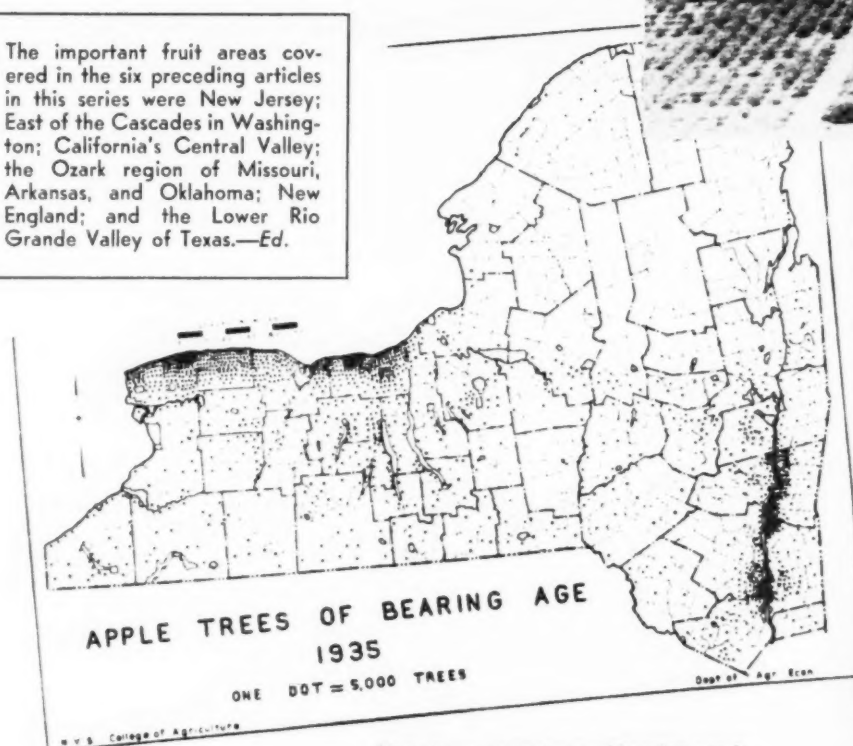 The important fruit areas cov-
ered in the six preceding articles
in this series were New Jersey;
East of the Cascades in Washing-
ton; California's Central Valley;
the Ozark region of Missouri,
Arkansas, and Oklahoma; New
England; and the Lower Rio
Grande Valley of Texas.—Ed.
APPLE TREES OF BEARING AGE
1935
ONE DOT = 5,000 TREES
N.Y.S. College of Agriculture
Dept of Agr Econ